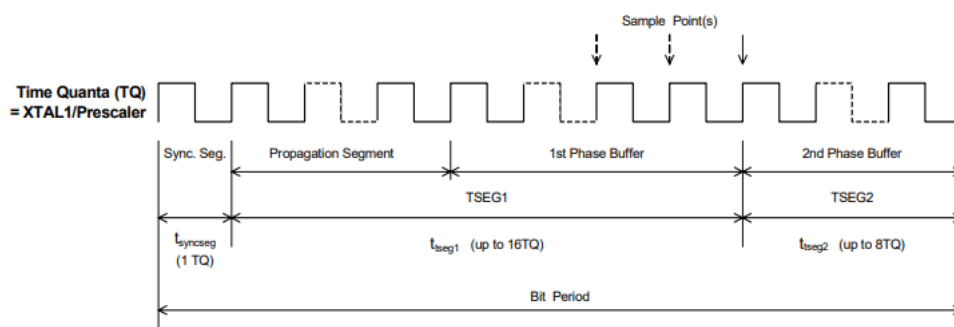 Sample Point(s)
Time Quanta (TQ)
= XTAL1/Prescaler
Sync. Seg.
Propagation Segment
1st Phase Buffer
2nd Phase Buffer
TSEG1
TSEG2
tsyncseg
(1 TQ)
ttseg1 (up to 16TQ)
ttseg2 (up to 8TQ)
Bit Period